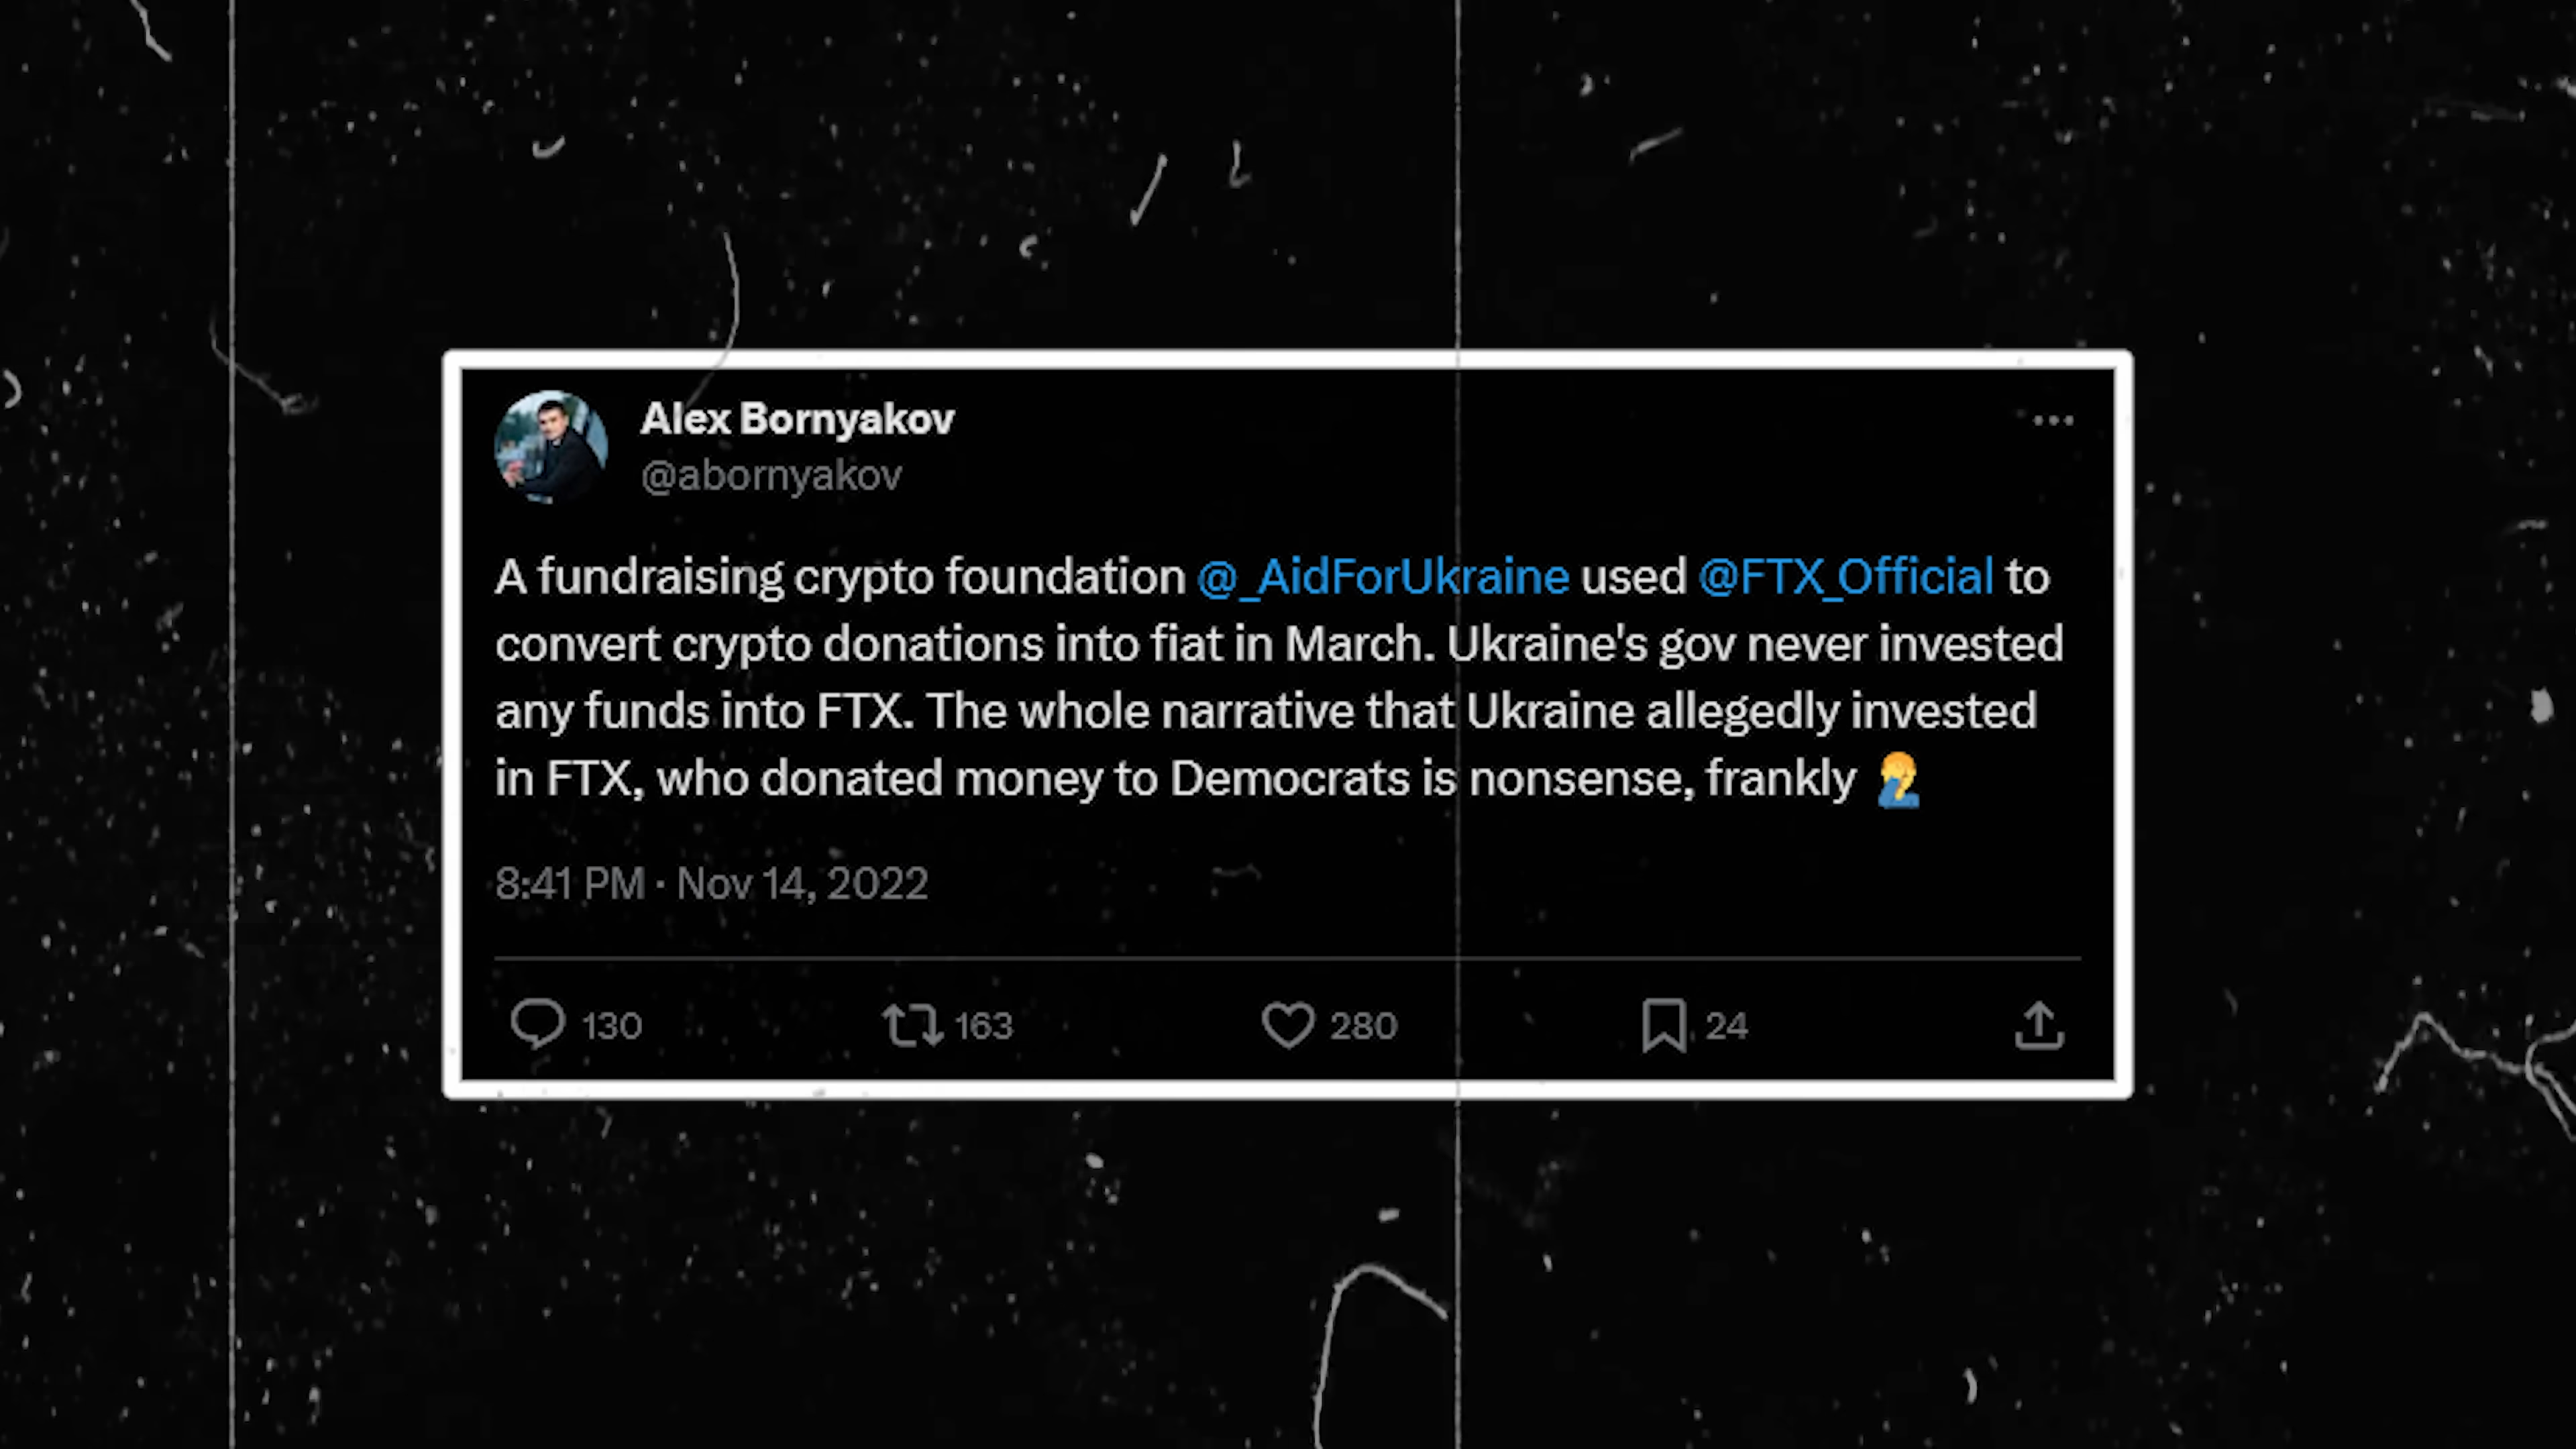 Alex Bornyakov
@abornyakov
A fundraising crypto foundation @_AidForUkraine used @FTX_Official to
convert crypto donations into fiat in March. Ukraine's gov never invested
any funds into FTX. The whole narrative that Ukraine allegedly invested
in FTX, who donated money to Democrats is nonsense, frankly 🤦‍♂️
8:41 PM · Nov 14, 2022
130 163 280 24